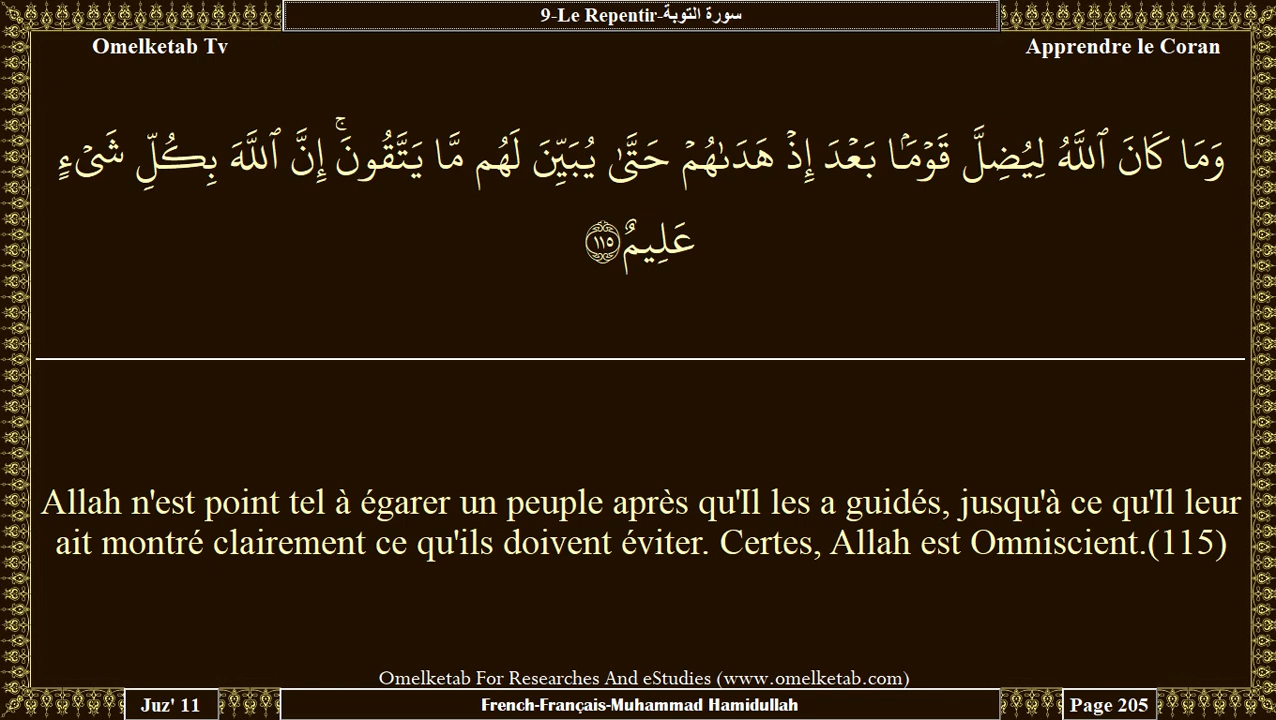 9-Le Repentir-سورة التوبة
Omelketab Tv
Apprendre le Coran
وَمَا كَانَ ٱللَّهُ لِيُضِلَّ قَوۡمَۢا بَعۡدَ إِذۡ هَدَىٰهُمۡ حَتَّىٰ يُبَيِّنَ لَهُم مَّا يَتَّقُونَۚ إِنَّ ٱللَّهَ بِكُلِّ شَيۡءٍ
عَلِيمٌ ١١٥
Allah n'est point tel à égarer un peuple après qu'Il les a guidés, jusqu'à ce qu'Il leur
ait montré clairement ce qu'ils doivent éviter. Certes, Allah est Omniscient.(115)
Omelketab For Researches And eStudies (www.omelketab.com)
Juz' 11
French-Français-Muhammad Hamidullah
Page 205